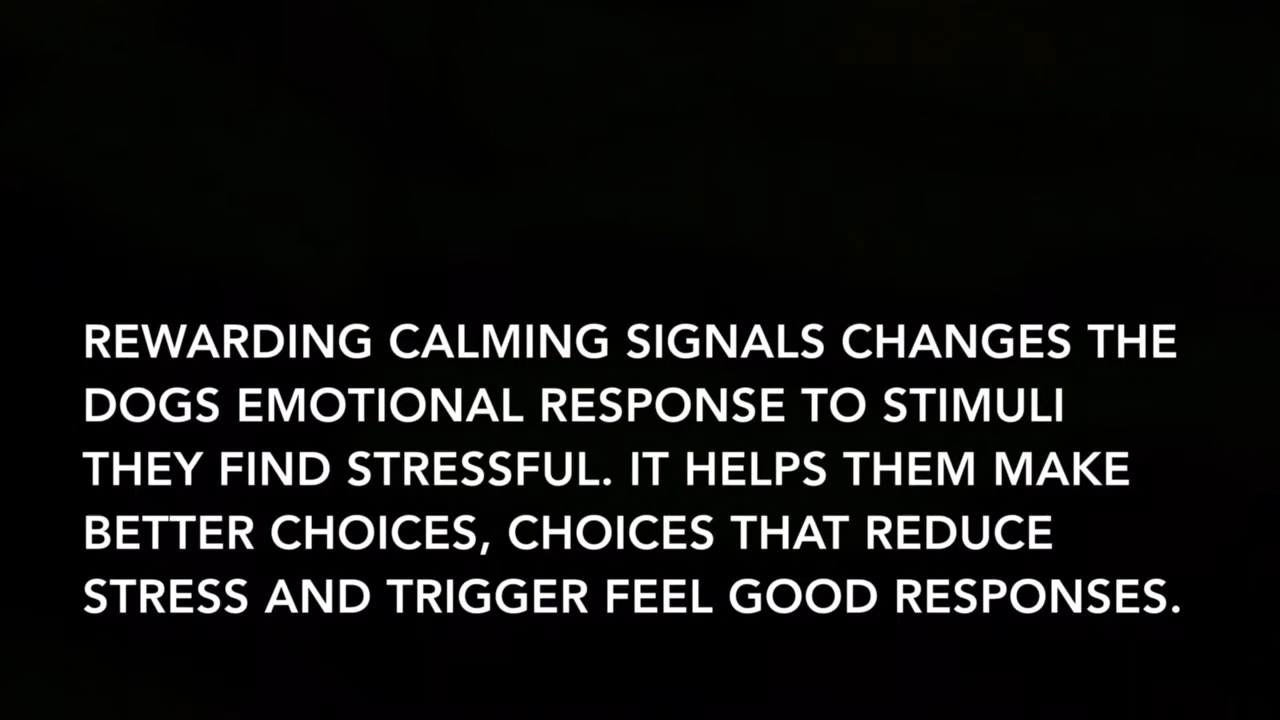 REWARDING CALMING SIGNALS CHANGES THE
DOGS EMOTIONAL RESPONSE TO STIMULI
THEY FIND STRESSFUL. IT HELPS THEM MAKE
BETTER CHOICES, CHOICES THAT REDUCE
STRESS AND TRIGGER FEEL GOOD RESPONSES.